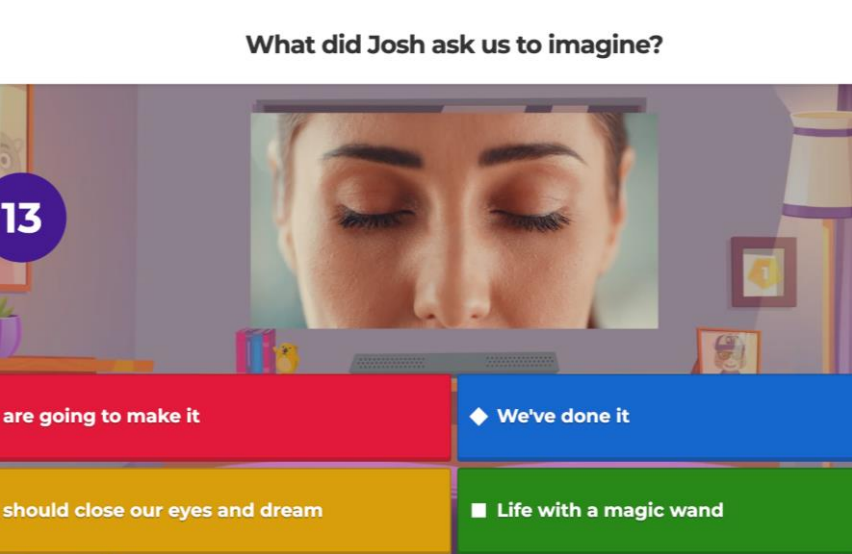 What did Josh ask us to imagine?
13
are going to make it
We've done it
should close our eyes and dream
Life with a magic wand